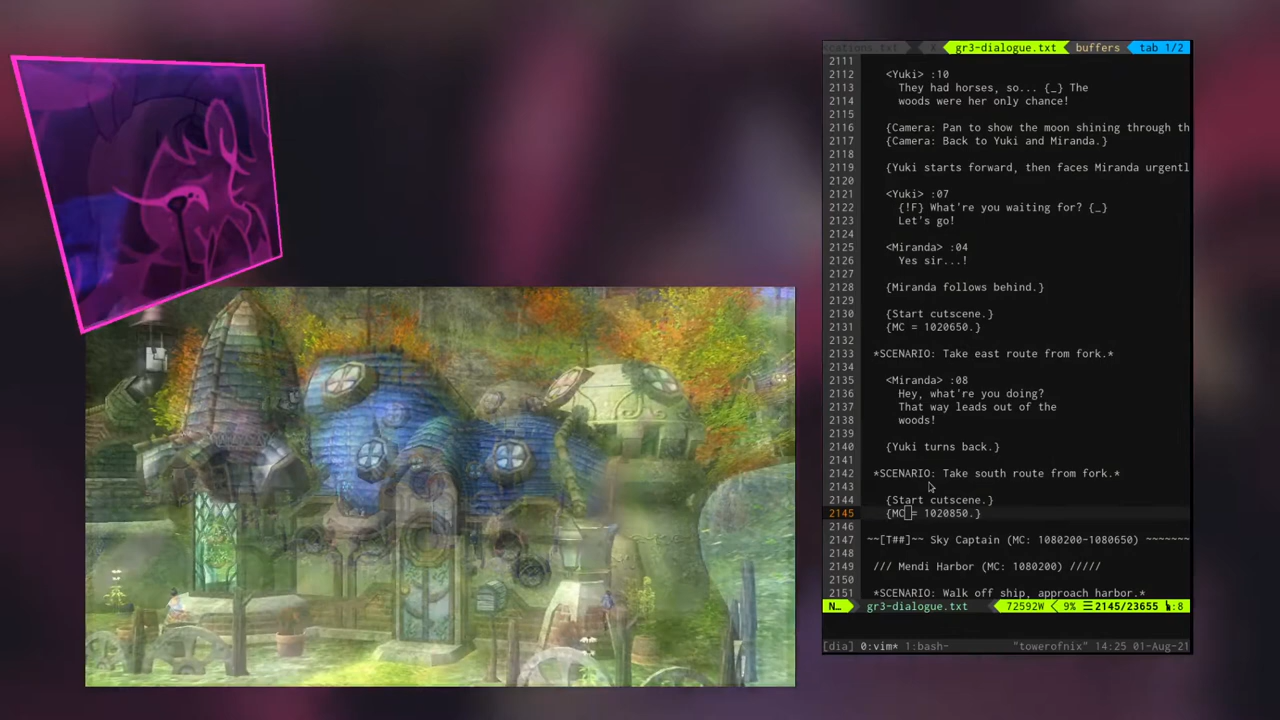 cations.txt X gr3-dialogue.txt buffers tab 1/2
2111
2112 <Yuki> :10
2113 They had horses, so... {_} The
2114 woods were her only chance!
2115
2116 {Camera: Pan to show the moon shining through th
2117 {Camera: Back to Yuki and Miranda.}
2118
2119 {Yuki starts forward, then faces Miranda urgentl
2120
2121 <Yuki> :07
2122 {!F} What're you waiting for? {_}
2123 Let's go!
2124
2125 <Miranda> :04
2126 Yes sir...!
2127
2128 {Miranda follows behind.}
2129
2130 {Start cutscene.}
2131 {MC = 1020650.}
2132
2133 *SCENARIO: Take east route from fork.*
2134
2135 <Miranda> :08
2136 Hey, what're you doing?
2137 That way leads out of the
2138 woods!
2139
2140 {Yuki turns back.}
2141
2142 *SCENARIO: Take south route from fork.*
2143
2144 {Start cutscene.}
2145 {MC = 1020850.}
2146
2147 ~~[T##]~~ Sky Captain (MC: 1080200-1080650) ~~~~~~~
2148
2149 /// Mendi Harbor (MC: 1080200) /////
2150
2151 *SCENARIO: Walk off ship, approach harbor.*
N… gr3-dialogue.txt 72592W 9% ☰2145/23655 :8
[dia] 0:vim* 1:bash- "towerofnix" 14:25 01-Aug-21